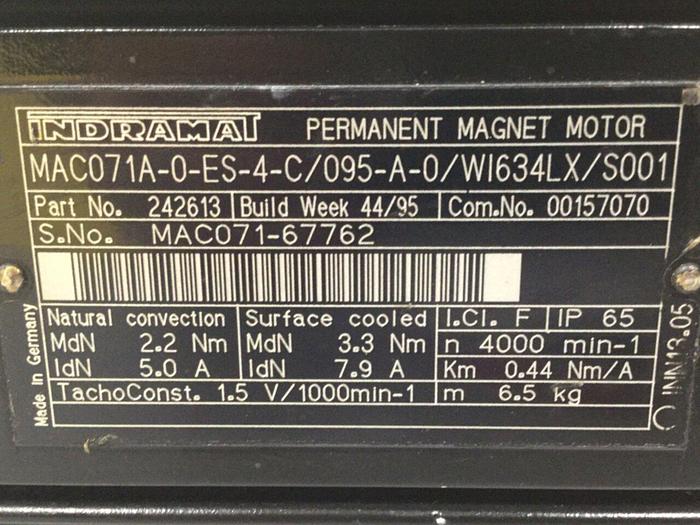 INDRAMAT PERMANENT MAGNET MOTOR
MAC071A-0-ES-4-C/095-A-0/WI634LX/S001
Part No. 242613 Build Week 44/95 Com.No. 00157070
S.No. MAC071-67762
Natural convection Surface cooled I.Cl. F IP 65
MdN 2.2 Nm MdN 3.3 Nm n 4000 min-1
IdN 5.0 A IdN 7.9 A Km 0.44 Nm/A
TachoConst. 1.5 V/1000min-1 m 6.5 kg
Made in Germany
INN13.05